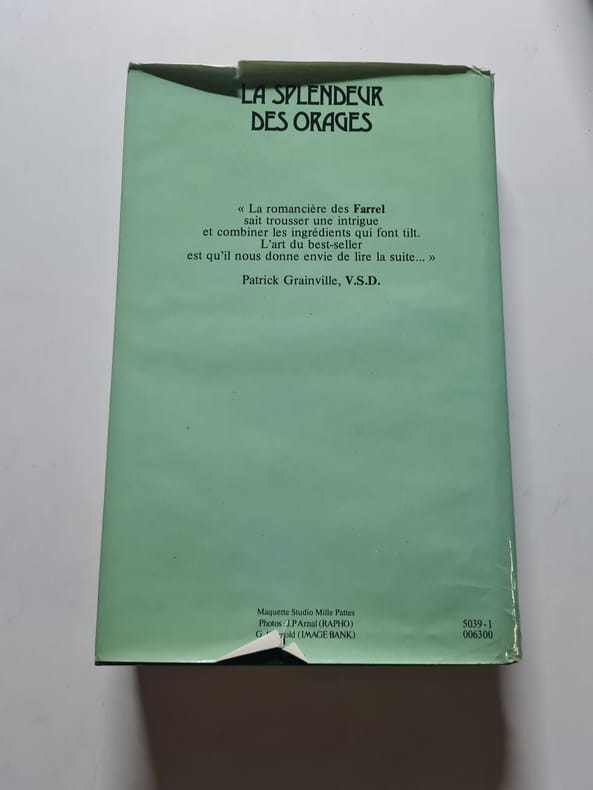 LA SPLENDEUR
DES ORAGES
« La romancière des Farrel
sait trousser une intrigue
et combiner les ingrédients qui font tilt.
L'art du best-seller
est qu'il nous donne envie de lire la suite... »
Patrick Grainville, V.S.D.
Maquette Studio Mille Pattes
Photos : J.P Arnal (RAPHO)
G. (IMAGE BANK)
5039-1
006300